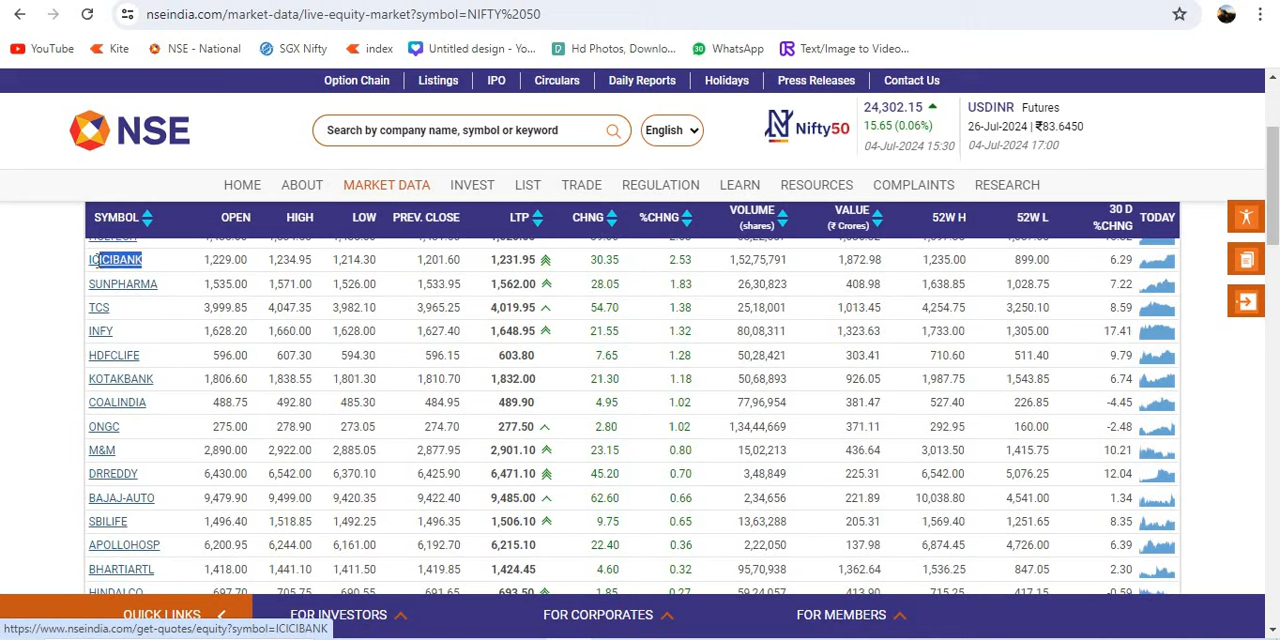 nseindia.com/market-data/live-equity-market?symbol=NIFTY%2050
YouTube Kite NSE - National SGX Nifty index Untitled design - Yo... Hd Photos, Downlo... 30 WhatsApp Text/Image to Video...
Option Chain Listings IPO Circulars Daily Reports Holidays Press Releases Contact Us
NSE Search by company name, symbol or keyword English Nifty50
24,302.15 USDINR Futures
15.65 (0.06%) 26-Jul-2024 | ₹83.6450
04-Jul-2024 15:30 04-Jul-2024 17:00
HOME ABOUT MARKET DATA INVEST LIST TRADE REGULATION LEARN RESOURCES COMPLAINTS RESEARCH
SYMBOL OPEN HIGH LOW PREV. CLOSE LTP CHNG %CHNG VOLUME (shares) VALUE (₹ Crores) 52W H 52W L 30 D %CHNG TODAY
ICICIBANK 1,229.00 1,234.95 1,214.30 1,201.60 1,231.95 30.35 2.53 1,52,75,791 1,872.98 1,235.00 899.00 6.29
SUNPHARMA 1,535.00 1,571.00 1,526.00 1,533.95 1,562.00 28.05 1.83 26,30,823 408.98 1,638.85 1,028.75 7.22
TCS 3,999.85 4,047.35 3,982.10 3,965.25 4,019.95 54.70 1.38 25,18,001 1,013.45 4,254.75 3,250.10 8.59
INFY 1,628.20 1,660.00 1,628.00 1,627.40 1,648.95 21.55 1.32 80,08,311 1,323.63 1,733.00 1,305.00 17.41
HDFCLIFE 596.00 607.30 594.30 596.15 603.80 7.65 1.28 50,28,421 303.41 710.60 511.40 9.79
KOTAKBANK 1,806.60 1,838.55 1,801.30 1,810.70 1,832.00 21.30 1.18 50,68,893 926.05 1,987.75 1,543.85 6.74
COALINDIA 488.75 492.80 485.30 484.95 489.90 4.95 1.02 77,96,954 381.47 527.40 226.85 -4.45
ONGC 275.00 278.90 273.05 274.70 277.50 2.80 1.02 1,34,44,669 371.11 292.95 160.00 -2.48
M&M 2,890.00 2,922.00 2,885.05 2,877.95 2,901.10 23.15 0.80 15,02,213 436.64 3,013.50 1,415.75 10.21
DRREDDY 6,430.00 6,542.00 6,370.10 6,425.90 6,471.10 45.20 0.70 3,48,849 225.31 6,542.00 5,076.25 12.04
BAJAJ-AUTO 9,479.90 9,499.00 9,420.35 9,422.40 9,485.00 62.60 0.66 2,34,656 221.89 10,038.80 4,541.00 1.34
SBILIFE 1,496.40 1,518.85 1,492.25 1,496.35 1,506.10 9.75 0.65 13,63,288 205.31 1,569.40 1,251.65 8.35
APOLLOHOSP 6,200.95 6,244.00 6,161.00 6,192.70 6,215.10 22.40 0.36 2,22,050 137.98 6,874.45 4,726.00 6.39
BHARTIARTL 1,418.00 1,441.10 1,411.50 1,419.85 1,424.45 4.60 0.32 95,70,938 1,362.64 1,536.25 847.05 2.30
HINDALCO 697.70 705.75 690.55 691.65 693.50 1.85 0.27 59,24,057 413.90 715.25 417.15 -0.59
QUICK LINKS FOR INVESTORS FOR CORPORATES FOR MEMBERS
https://www.nseindia.com/get-quotes/equity?symbol=ICICIBANK